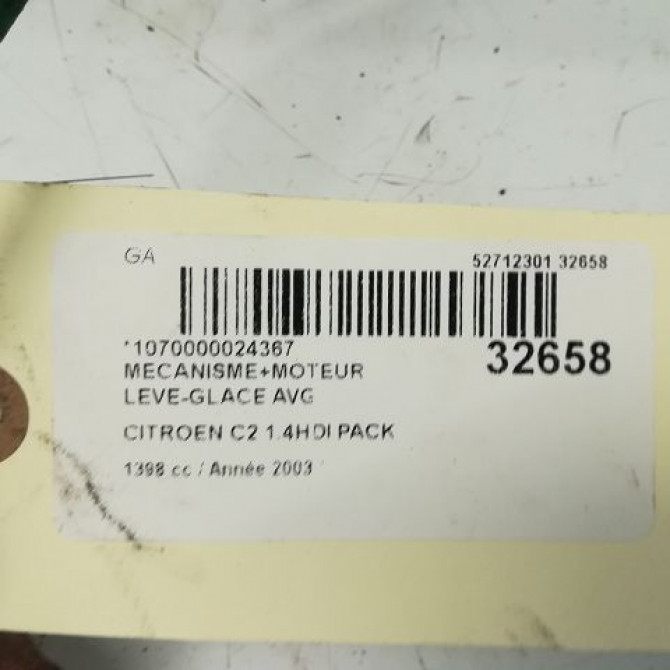 GA
52712301 32658
*1070000024367
32658
MECANISME+MOTEUR
LEVE-GLACE AVG
CITROEN C2 1.4HDI PACK
1398 cc / Année 2003